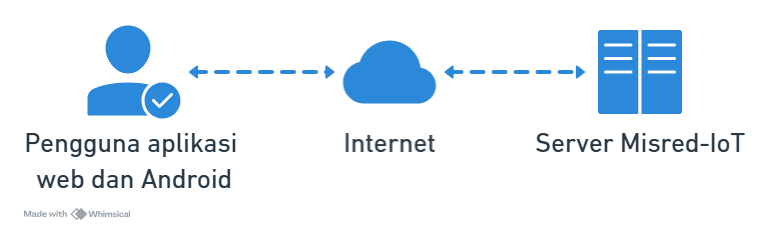 Pengguna aplikasi
web dan Android
Internet
Server Misred-IoT
Made with Whimsical